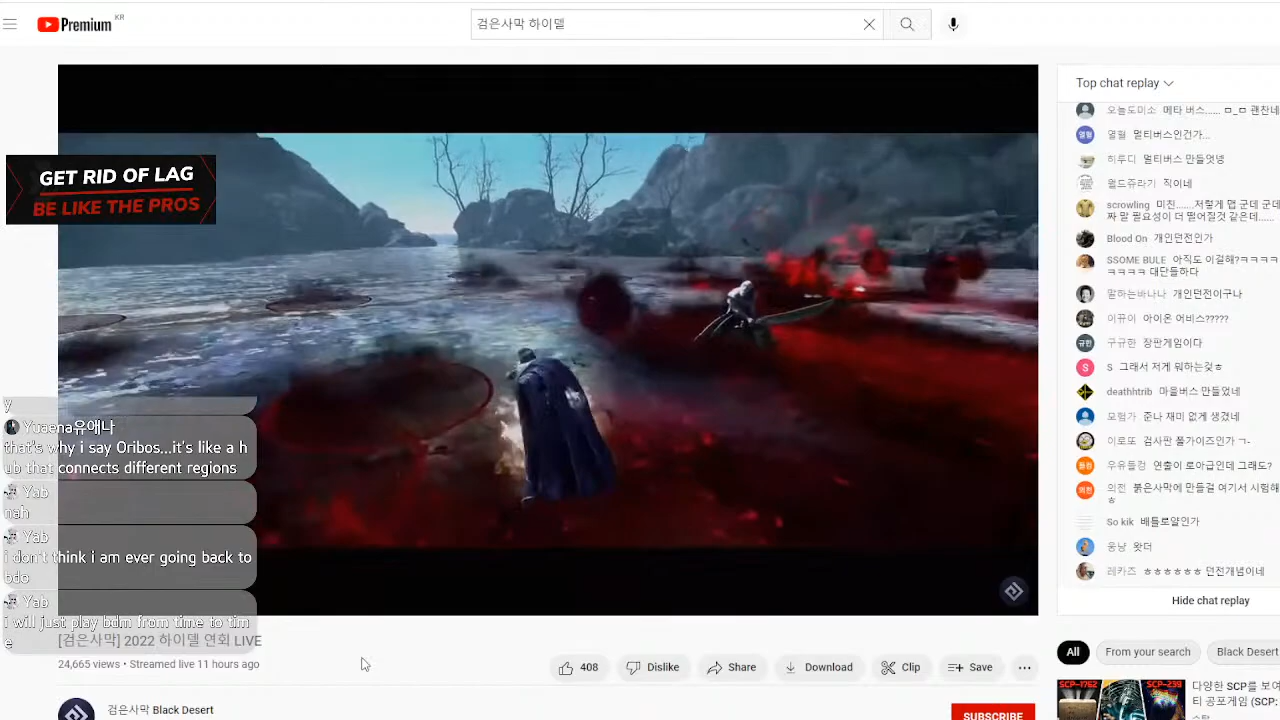 Premium KR
검은사막 하이델
GET RID OF LAG
BE LIKE THE PROS
Yuaena유애나
that's why i say Oribos...it's like a h
ub that connects different regions
Yab
nah
Yab
i don't think i am ever going back to
bdo
Yab
i will just play bdm from time to tim
e
[검은사막] 2022 하이델 연회 LIVE
24,665 views • Streamed live 11 hours ago
408
Dislike
Share
Download
Clip
Save
검은사막 Black Desert
SUBSCRIBE
Top chat replay
오늘도미소 메타 버스...... ㅁ_ㅁ 괜찬네
열혈 멀티버스인건가...
하루디 멀티버스 만들엇넹
월드쥬라기 직이네
scrowling 미친.......저렇게 맵 군데 군데
짜 말 필요성이 더 떨어질것 같은데......
Blood On 개인던전인가
SSOME BULE 아직도 이걸해?ㅋㅋㅋㅋ
ㅋㅋㅋㅋ 대단들하다
말하는바나나 개인던전이구나
이뀨이 아이온 어비스?????
구규한 장판게임이다
S 그래서 저게 뭐하는것ㅎ
deathhtrib 마을버스 만들었네
모험가 준나 재미 없게 생겼네
이로또 검사판 폴가이즈인가 ㄱ-
우유들컹 연출이 로아급인데 그래도?
의전 붉은사막에 만들걸 여기서 시험해
ㅎ
So kik 배틀로얄인가
웅냥 왓더
레카즈 ㅎㅎㅎㅎㅎㅎ 던전개념이네
Hide chat replay
All
From your search
Black Desert
SCP-1762
SCP-239
다양한 SCP를 보여
티 공포게임 (SCP: